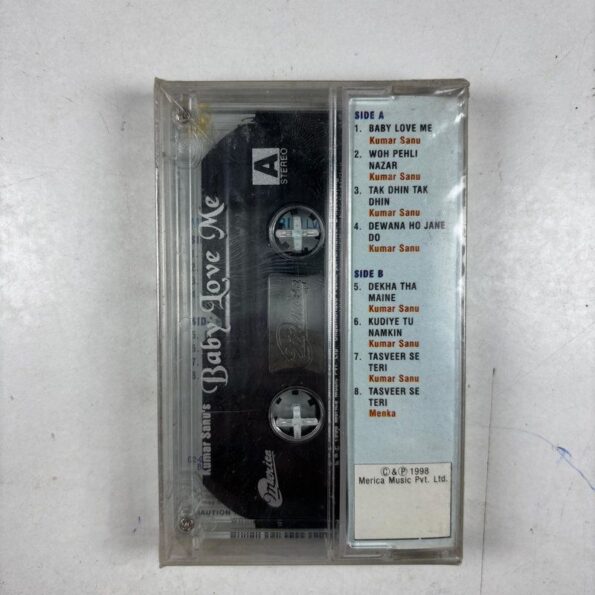 SIDE A
1. BABY LOVE ME
Kumar Sanu
2. WOH PEHLI
NAZAR
Kumar Sanu
3. TAK DHIN TAK
DHIN
Kumar Sanu
4. DEWANA HO JANE
DO
Kumar Sanu
SIDE B
5. DEKHA THA
MAINE
Kumar Sanu
6. KUDIYE TU
NAMKIN
Kumar Sanu
7. TASVEER SE
TERI
Kumar Sanu
8. TASVEER SE
TERI
Menka
©&℗ 1998
Merica Music Pvt. Ltd.
A
STEREO
Kumar Sanu's
Baby Love Me
Merica